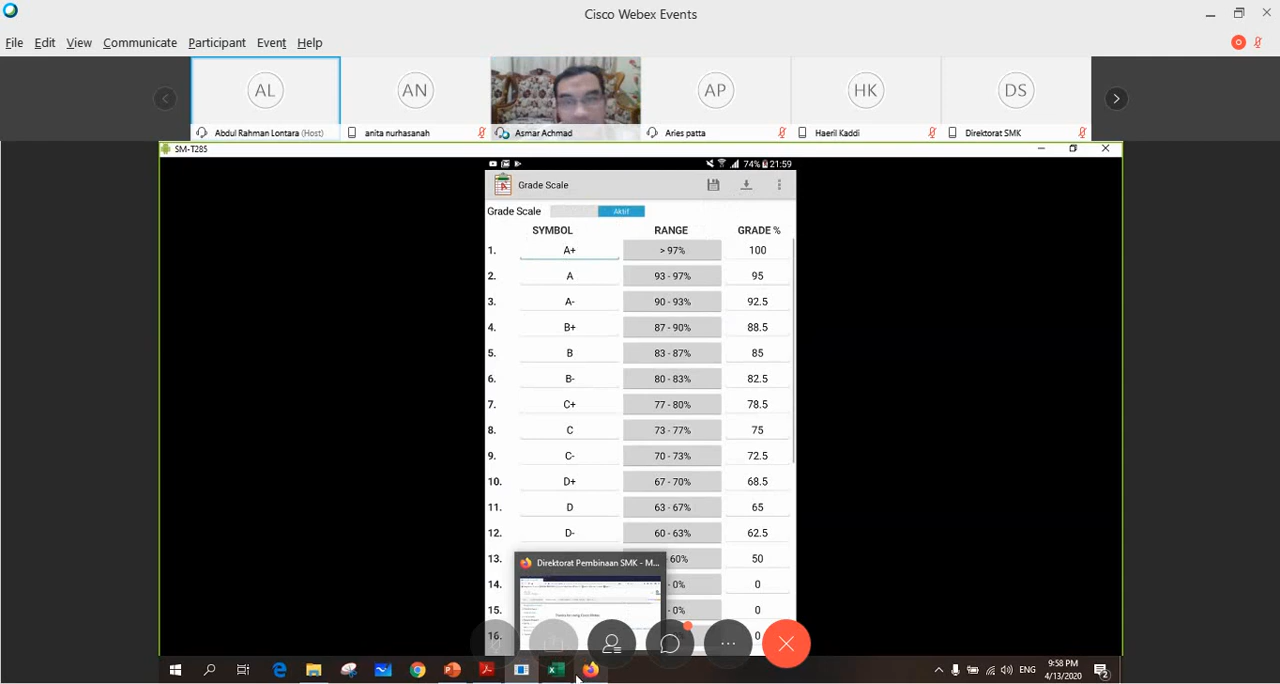 Cisco Webex Events
File Edit View Communicate Participant Event Help
AL AN AP HK DS
Abdul Rahman Lontara (Host) anita nurhasanah Asmar Achmad Aries patta Haeril Kaddi Direktorat SMK
SM-T285
74% 21:59
Grade Scale
Grade Scale Aktif
SYMBOL RANGE GRADE %
1. A+ > 97% 100
2. A 93 - 97% 95
3. A- 90 - 93% 92.5
4. B+ 87 - 90% 88.5
5. B 83 - 87% 85
6. B- 80 - 83% 82.5
7. C+ 77 - 80% 78.5
8. C 73 - 77% 75
9. C- 70 - 73% 72.5
10. D+ 67 - 70% 68.5
11. D 63 - 67% 65
12. D- 60 - 63% 62.5
13. 60% 50
Direktorat Pembinaan SMK - M...
14. - 0% 0
15. - 0% 0
16. 0
ENG 9:58 PM
4/13/2020
2